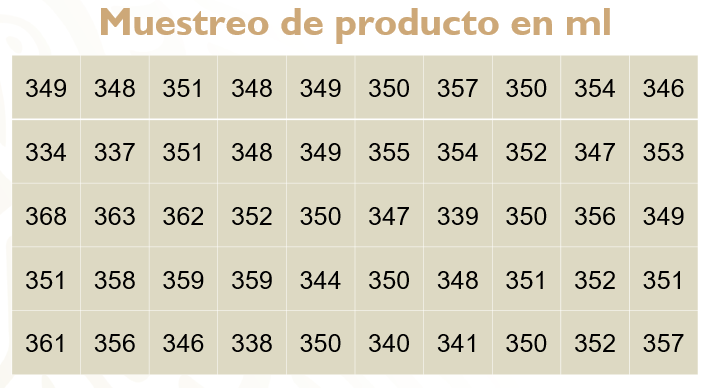 Muestreo de producto en ml
349 348 351 348 349 350 357 350 354 346
334 337 351 348 349 355 354 352 347 353
368 363 362 352 350 347 339 350 356 349
351 358 359 359 344 350 348 351 352 351
361 356 346 338 350 340 341 350 352 357